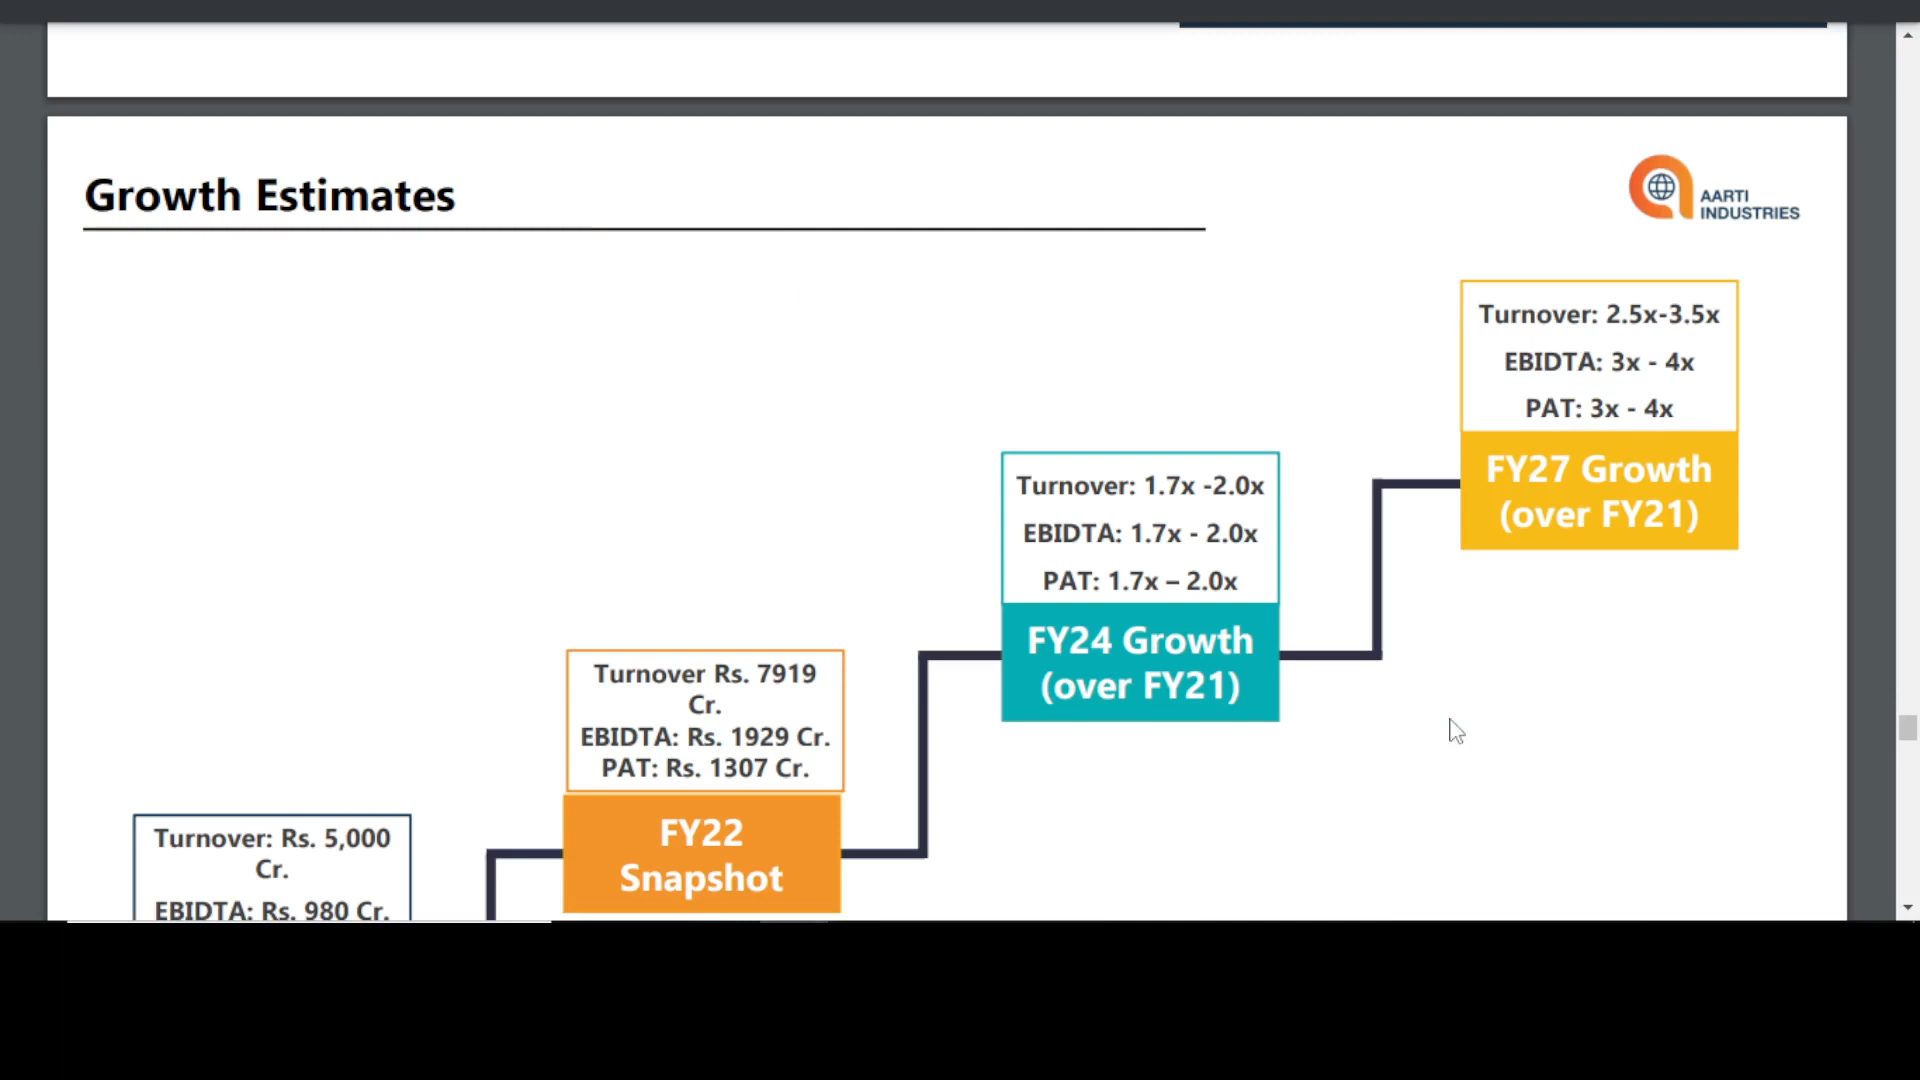 Growth Estimates
AARTI
INDUSTRIES
Turnover: 2.5x-3.5x
EBIDTA: 3x - 4x
PAT: 3x - 4x
FY27 Growth
(over FY21)
Turnover: 1.7x -2.0x
EBIDTA: 1.7x - 2.0x
PAT: 1.7x – 2.0x
FY24 Growth
(over FY21)
Turnover Rs. 7919
Cr.
EBIDTA: Rs. 1929 Cr.
PAT: Rs. 1307 Cr.
FY22
Snapshot
Turnover: Rs. 5,000
Cr.
EBIDTA: Rs. 980 Cr.